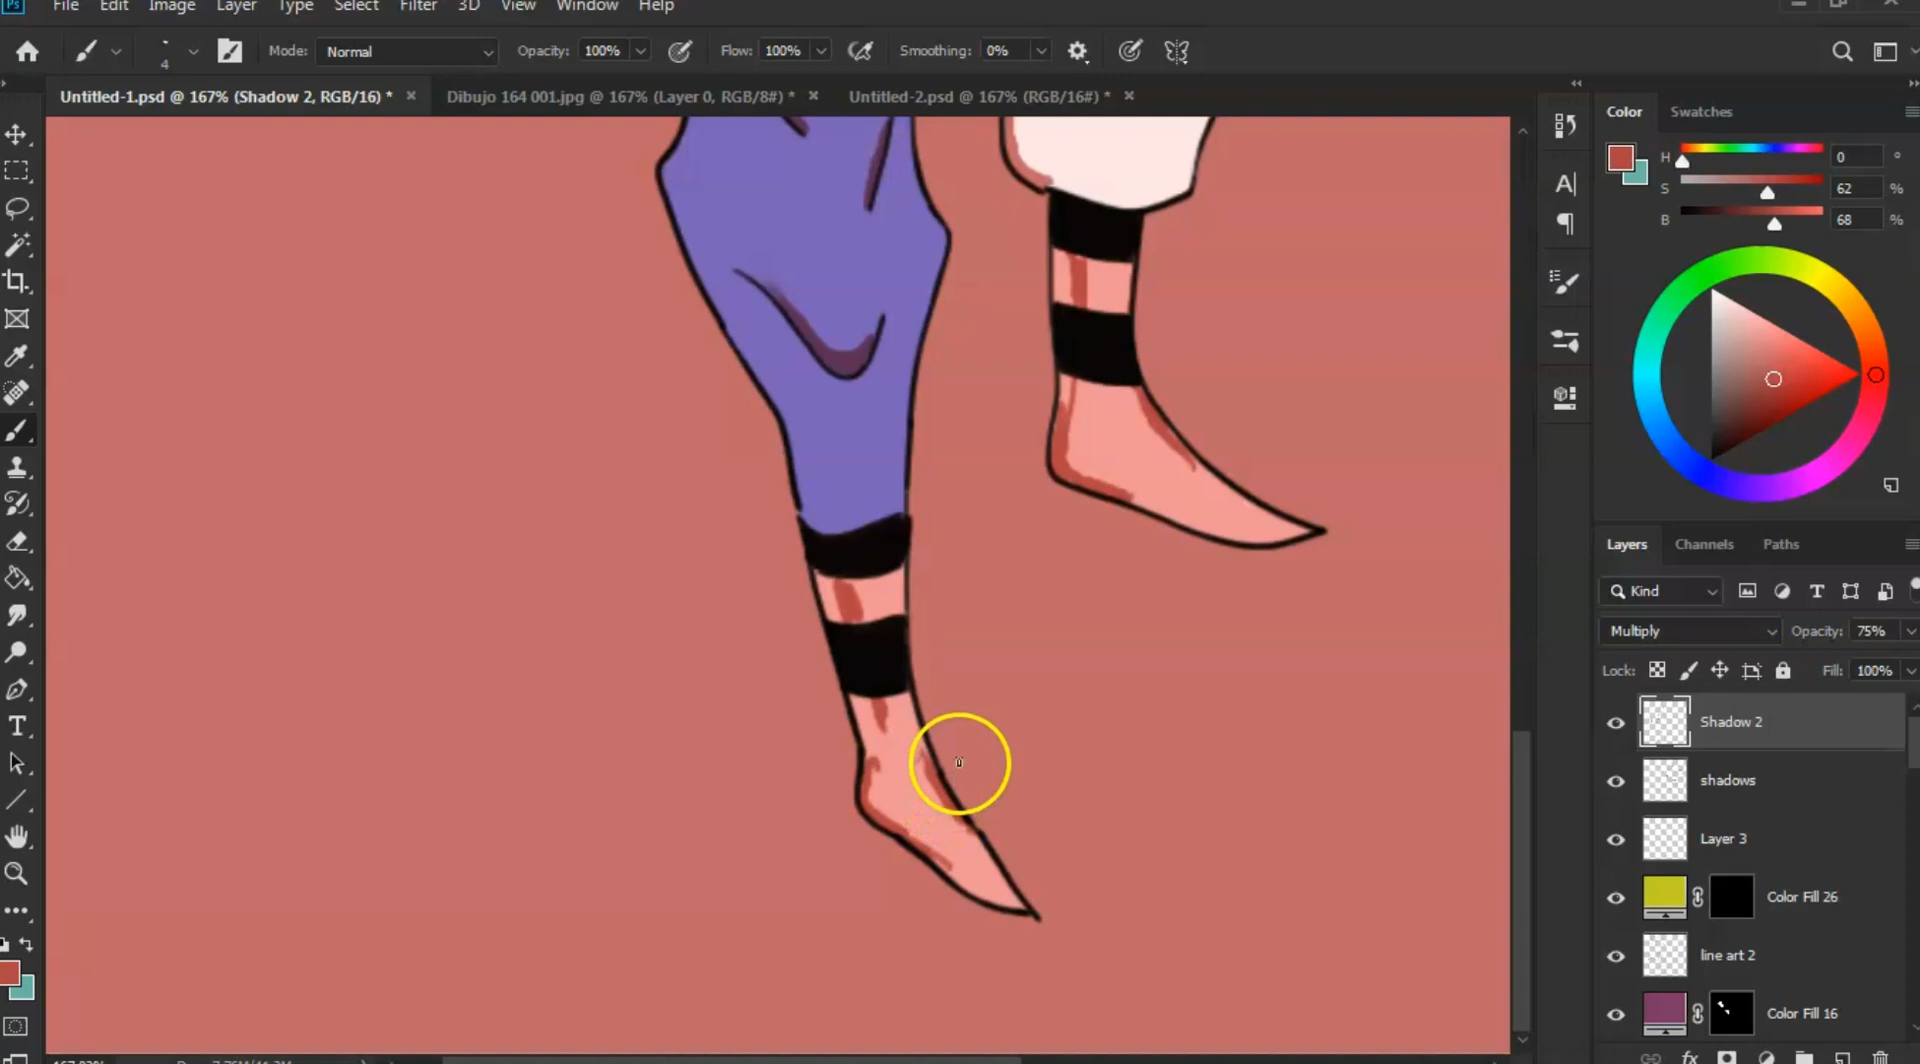 Ps File Edit Image Layer Type Select Filter 3D View Window Help
4 Mode: Normal Opacity: 100% Flow: 100% Smoothing: 0%
Untitled-1.psd @ 167% (Shadow 2, RGB/16) * × Dibujo 164 001.jpg @ 167% (Layer 0, RGB/8#) * × Untitled-2.psd @ 167% (RGB/16#) * ×
Color Swatches
H 0 °
S 62 %
B 68 %
Layers Channels Paths
Kind
Multiply Opacity: 75%
Lock: Fill: 100%
Shadow 2
shadows
Layer 3
Color Fill 26
line art 2
Color Fill 16
fx